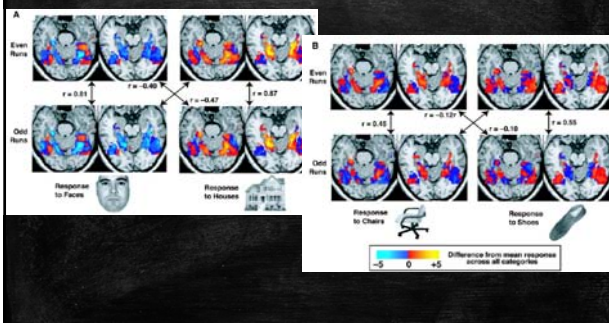 A
Even
Runs
r = 0.81
r = -0.40
r = -0.47
r = 0.87
Odd
Runs
Response
to Faces
Response
to Houses
B
Even
Runs
r = 0.45
r = -0.12r
r = -0.10
r = 0.55
Odd
Runs
Response
to Chairs
Response
to Shoes
-5 0 +5
Difference from mean response
across all categories